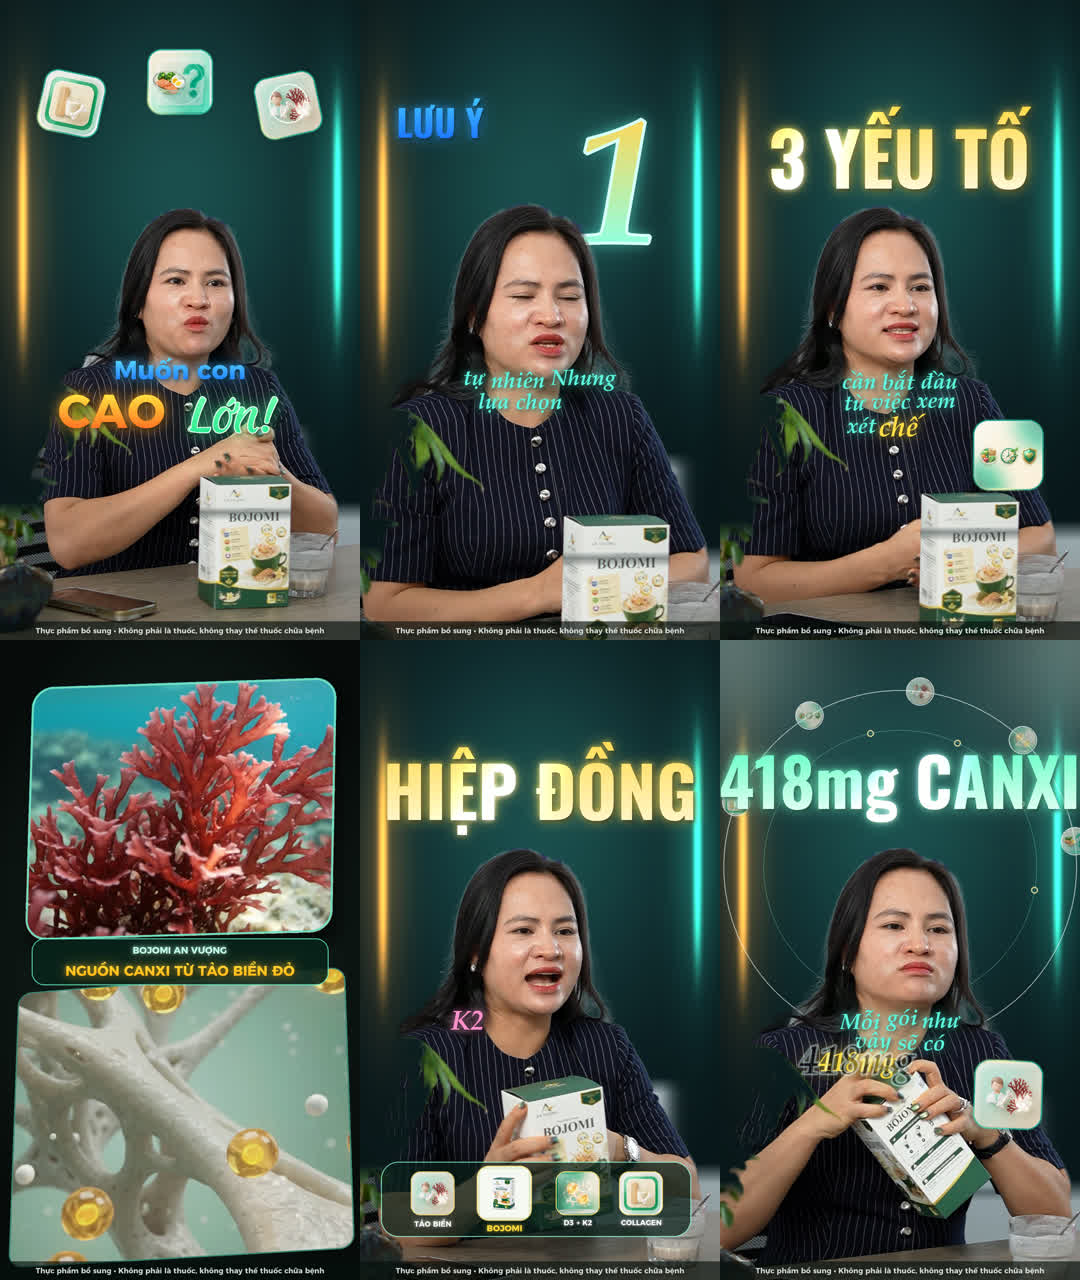 Muốn con
CAO Lớn!
BOJOMI
Thực phẩm bổ sung • Không phải là thuốc, không thay thế thuốc chữa bệnh
LƯU Ý
1
tự nhiên Nhưng
lựa chọn
BOJOMI
Thực phẩm bổ sung • Không phải là thuốc, không thay thế thuốc chữa bệnh
3 YẾU TỐ
cần bắt đầu
từ việc xem
xét chế
BOJOMI
Thực phẩm bổ sung • Không phải là thuốc, không thay thế thuốc chữa bệnh
BOJOMI AN VƯỢNG
NGUỒN CANXI TỪ TẢO BIỂN ĐỎ
Thực phẩm bổ sung • Không phải là thuốc, không thay thế thuốc chữa bệnh
HIỆP ĐỒNG
K2
BOJOMI
TẢO BIỂN
BOJOMI
D3 + K2
COLLAGEN
Thực phẩm bổ sung • Không phải là thuốc, không thay thế thuốc chữa bệnh
418mg CANXI
Mỗi gói như
vậy sẽ có
418mg
BOJOMI
Thực phẩm bổ sung • Không phải là thuốc, không thay thế thuốc chữa bệnh